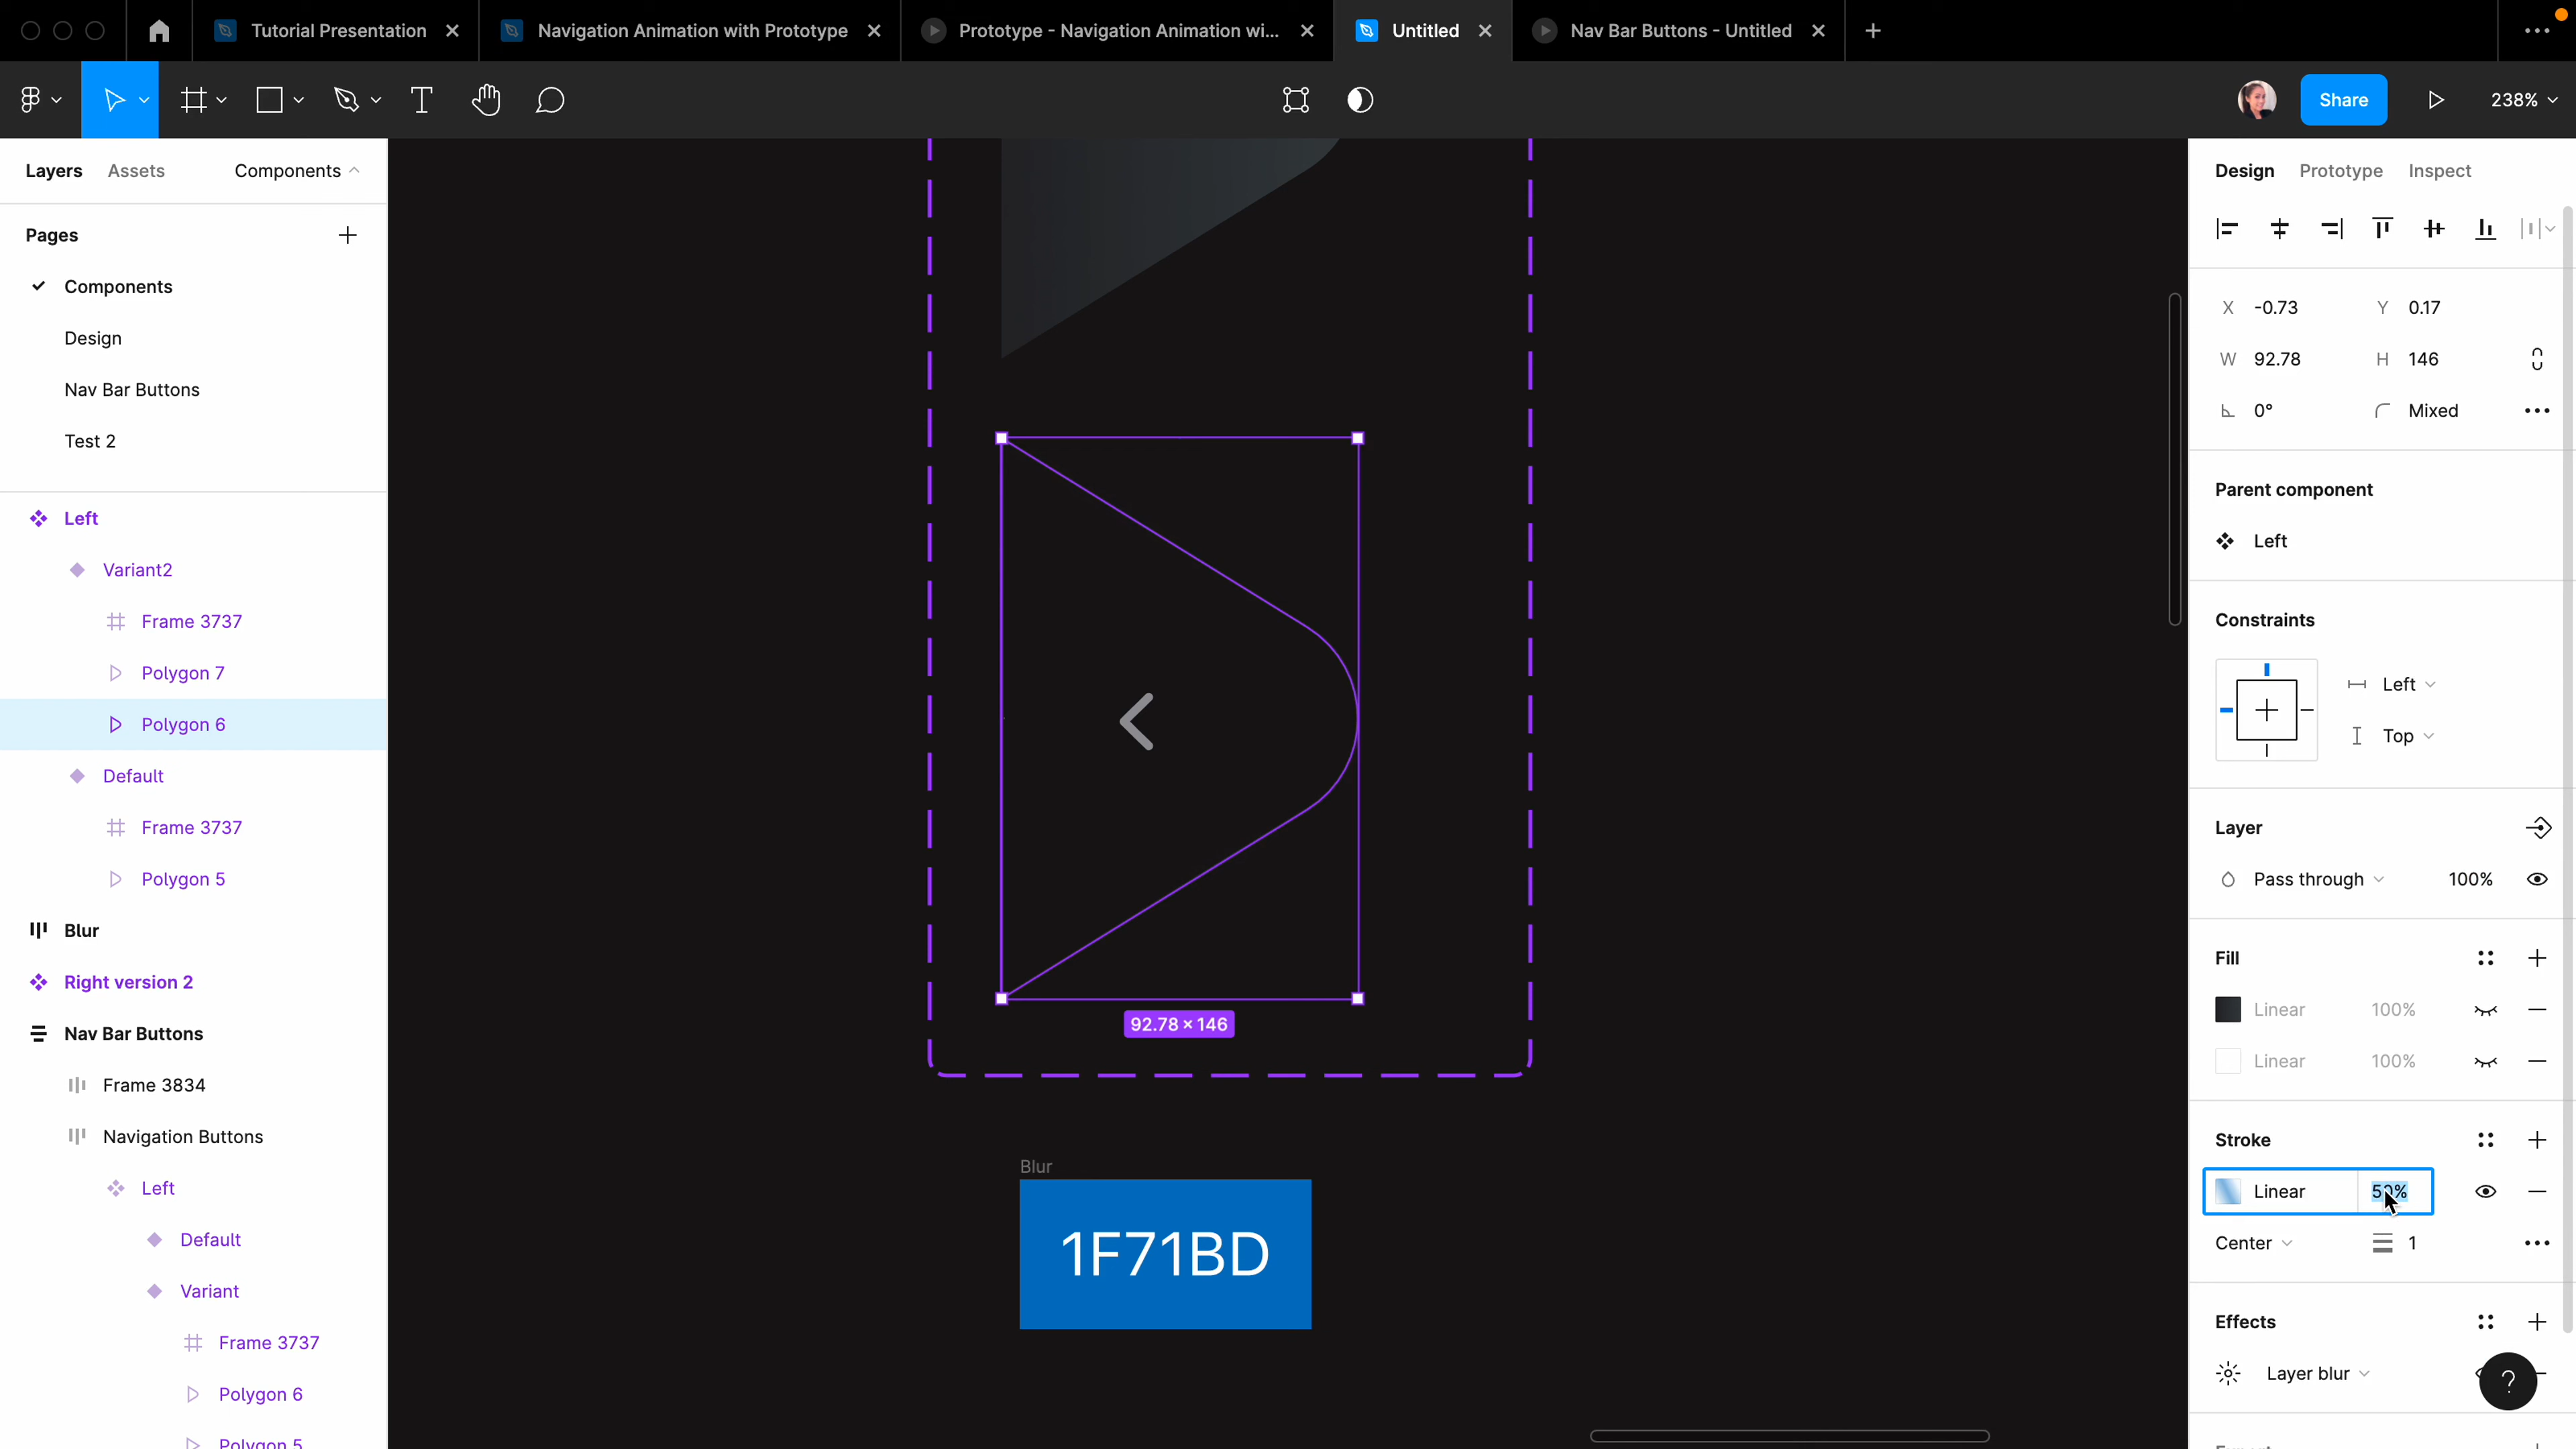 Tutorial Presentation
Navigation Animation with Prototype
Prototype - Navigation Animation wi...
Untitled
Nav Bar Buttons - Untitled
Share
238%
Layers
Assets
Components
Pages
Components
Design
Nav Bar Buttons
Test 2
Left
Variant2
Frame 3737
Polygon 7
Polygon 6
Default
Frame 3737
Polygon 5
Blur
Right version 2
Nav Bar Buttons
Frame 3834
Navigation Buttons
Left
Default
Variant
Frame 3737
Polygon 6
Polygon 5
92.78 × 146
Blur
1F71BD
Design
Prototype
Inspect
X -0.73
Y 0.17
W 92.78
H 146
0°
Mixed
Parent component
Left
Constraints
Left
Top
Layer
Pass through
100%
Fill
Linear 100%
Linear 100%
Stroke
Linear 50%
Center
1
Effects
Layer blur
?